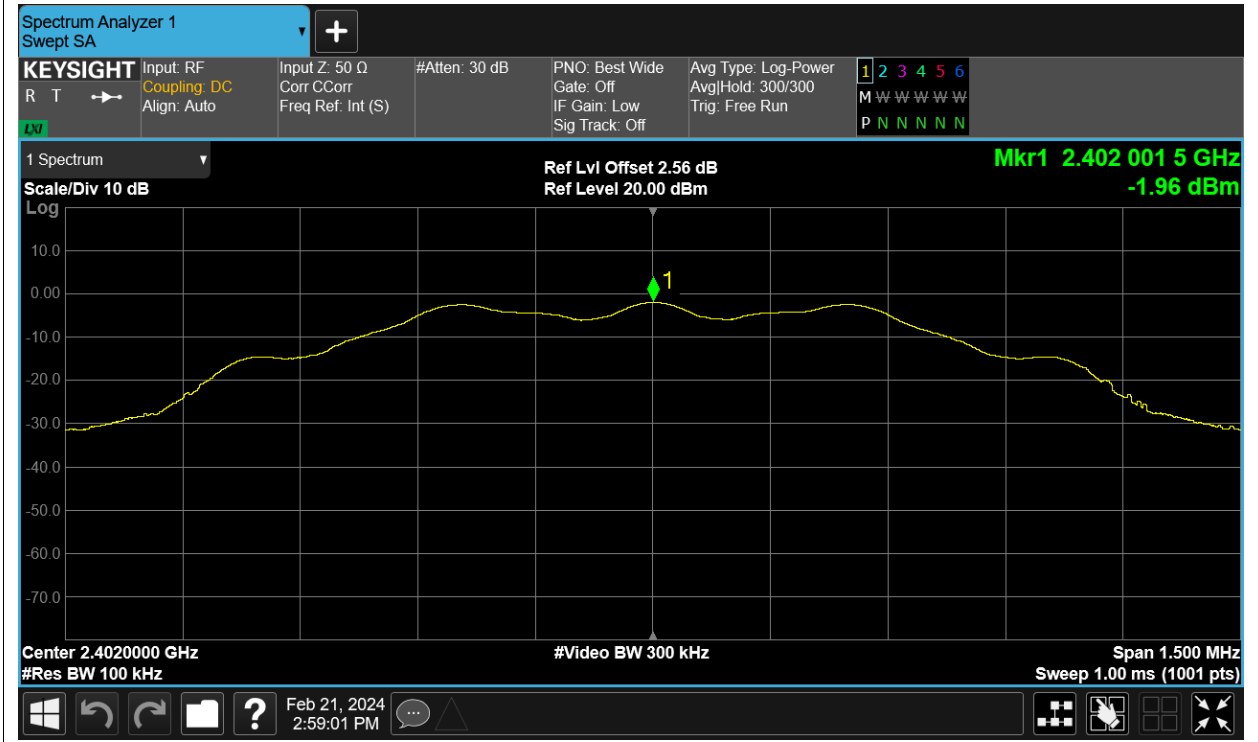 Spectrum Analyzer 1
Swept SA
KEYSIGHT
R T
LXI
Input: RF
Coupling: DC
Align: Auto
Input Z: 50 Ω
Corr CCorr
Freq Ref: Int (S)
#Atten: 30 dB
PNO: Best Wide
Gate: Off
IF Gain: Low
Sig Track: Off
Avg Type: Log-Power
Avg|Hold: 300/300
Trig: Free Run
1 2 3 4 5 6
M W W W W W
P N N N N N
1 Spectrum
Scale/Div 10 dB
Log
Ref Lvl Offset 2.56 dB
Ref Level 20.00 dBm
Mkr1 2.402 001 5 GHz
-1.96 dBm
1
10.0
0.00
-10.0
-20.0
-30.0
-40.0
-50.0
-60.0
-70.0
Center 2.4020000 GHz
#Res BW 100 kHz
#Video BW 300 kHz
Span 1.500 MHz
Sweep 1.00 ms (1001 pts)
?
Feb 21, 2024
2:59:01 PM